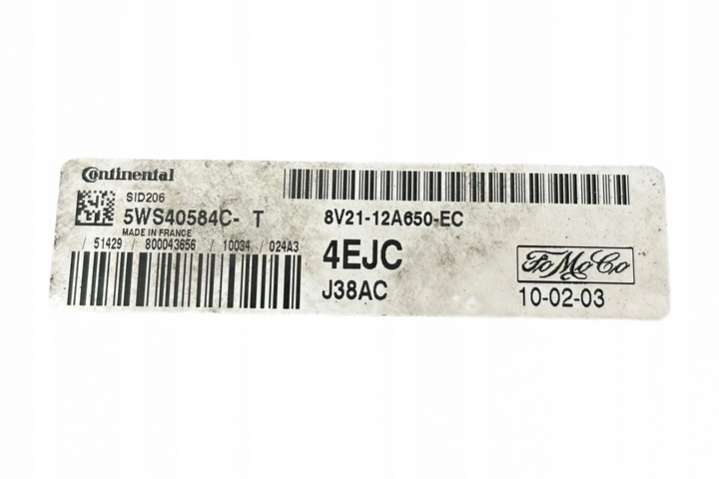 Continental
SID206
5WS40584C- T
MADE IN FRANCE
/ 51429 / 800043656 / 10034 / 024A3
8V21-12A650-EC
4EJC
J38AC
FoMoCo
10-02-03